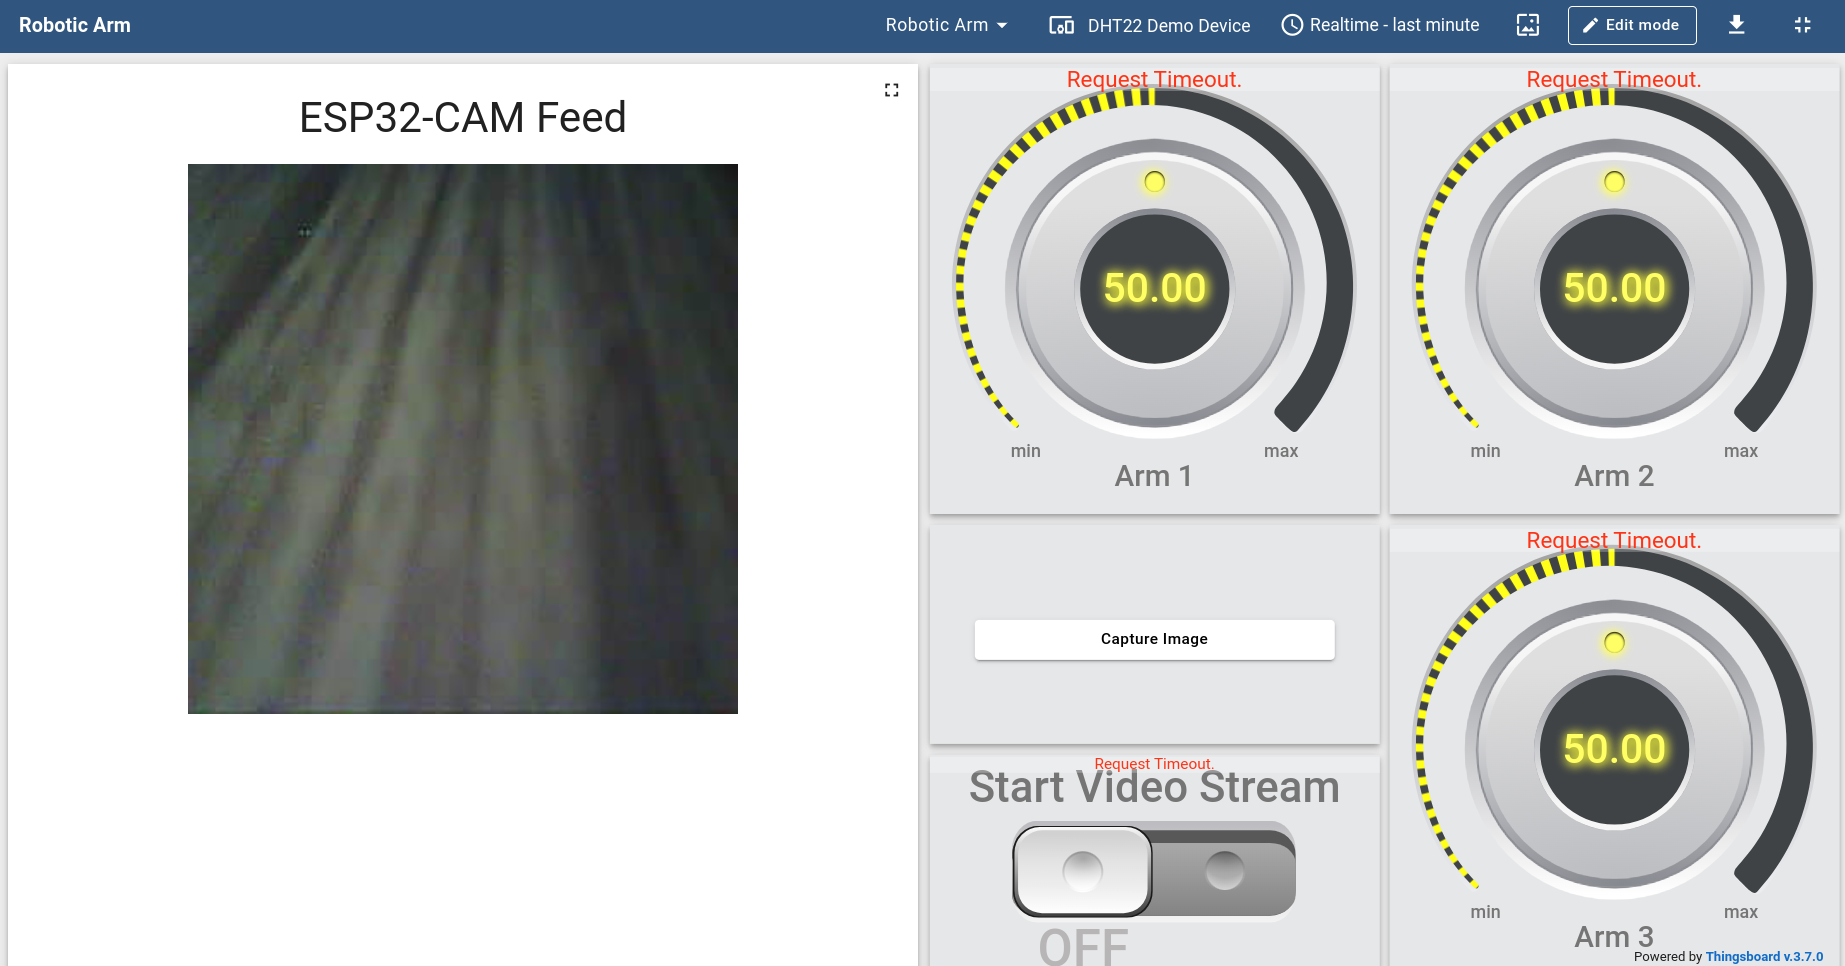 Robotic Arm
Robotic Arm
DHT22 Demo Device
Realtime - last minute
Edit mode
ESP32-CAM Feed
Request Timeout.
50.00
min
max
Arm 1
Request Timeout.
50.00
min
max
Arm 2
Capture Image
Request Timeout.
Start Video Stream
OFF
Request Timeout.
50.00
min
max
Arm 3
Powered by Thingsboard v.3.7.0